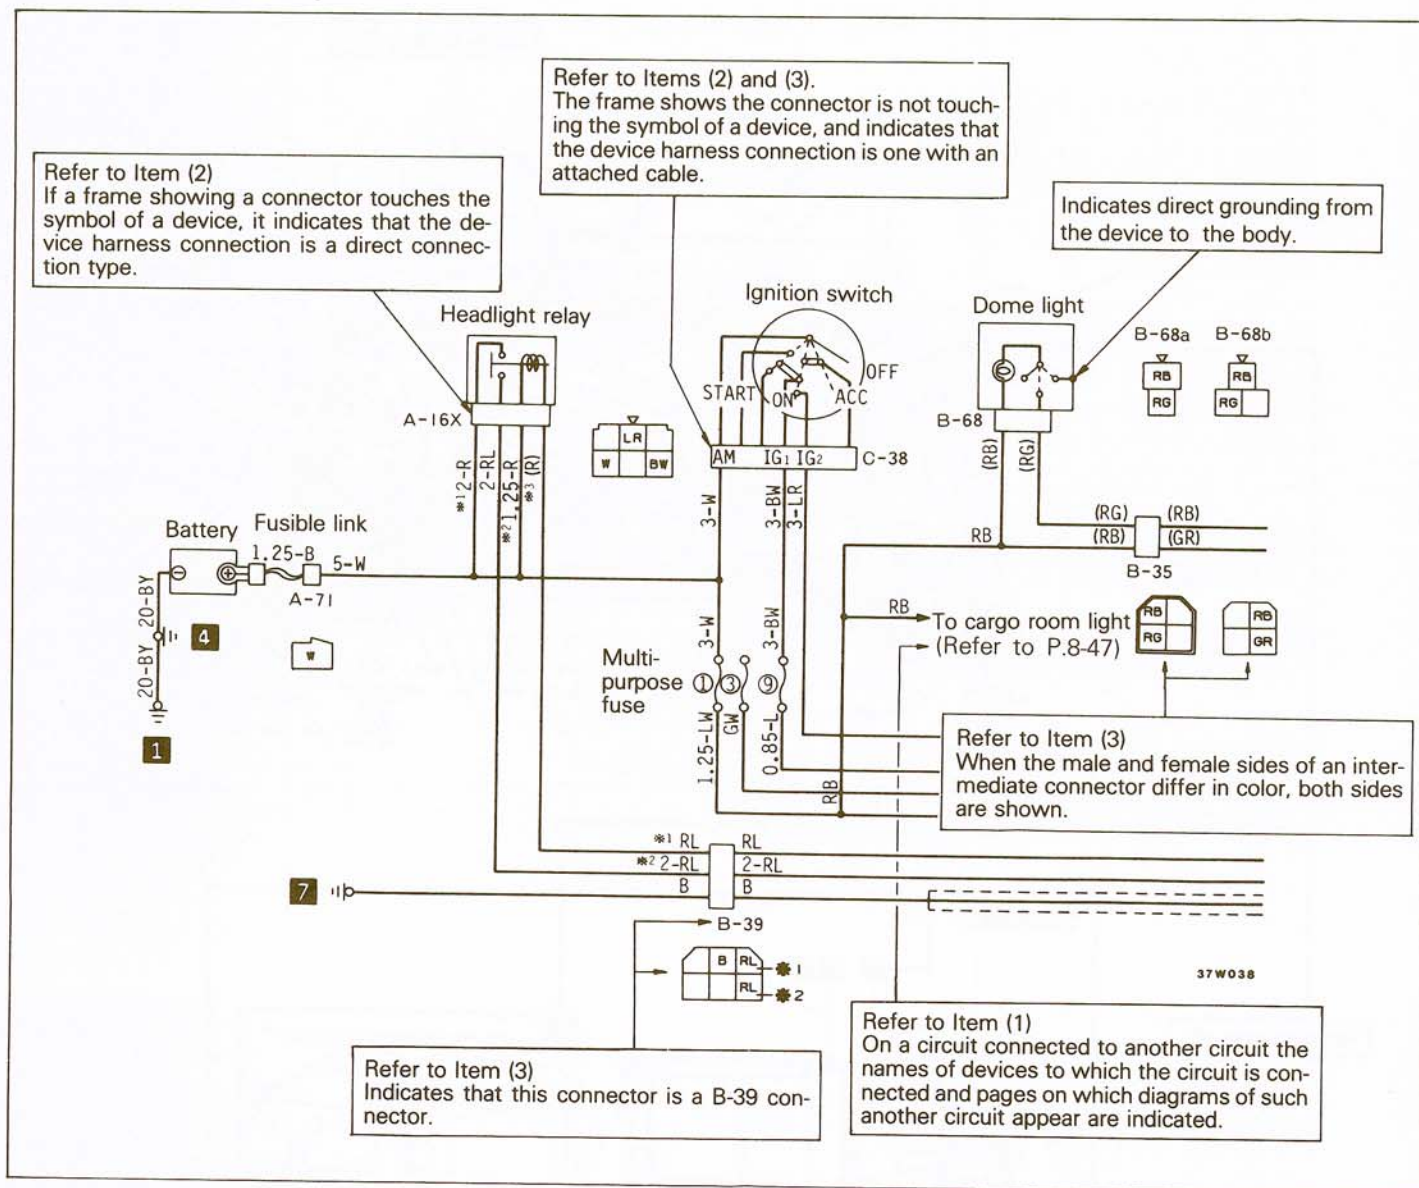 Refer to Items (2) and (3).
The frame shows the connector is not touch-
ing the symbol of a device, and indicates that
the device harness connection is one with an
attached cable.
Refer to Item (2)
If a frame showing a connector touches the
symbol of a device, it indicates that the de-
vice harness connection is a direct connec-
tion type.
Indicates direct grounding from
the device to the body.
Headlight relay
Ignition switch
Dome light
B-68a
B-68b
RB
RG
RB
RG
OFF
START
ON
ACC
A-16X
LR
W
BW
AM IG1 IG2
C-38
B-68
※1 2-R
2-RL
※2 1.25-R
※3 (R)
3-W
3-BW
3-LR
(RB)
(RG)
Battery
Fusible link
1.25-B
5-W
A-71
W
20-BY
4
20-BY
1
RB
(RG) (RB)
(RB) (GR)
B-35
RB
To cargo room light
(Refer to P.8-47)
RB
RG
RB
GR
3-W
3-BW
Multi-
purpose
fuse
① ③ ⑨
1.25-LW
GW
0.85-L
RB
Refer to Item (3)
When the male and female sides of an inter-
mediate connector differ in color, both sides
are shown.
※1 RL RL
※2 2-RL 2-RL
B B
7
B-39
B RL ※1
RL ※2
37W038
Refer to Item (3)
Indicates that this connector is a B-39 con-
nector.
Refer to Item (1)
On a circuit connected to another circuit the
names of devices to which the circuit is con-
nected and pages on which diagrams of such
another circuit appear are indicated.